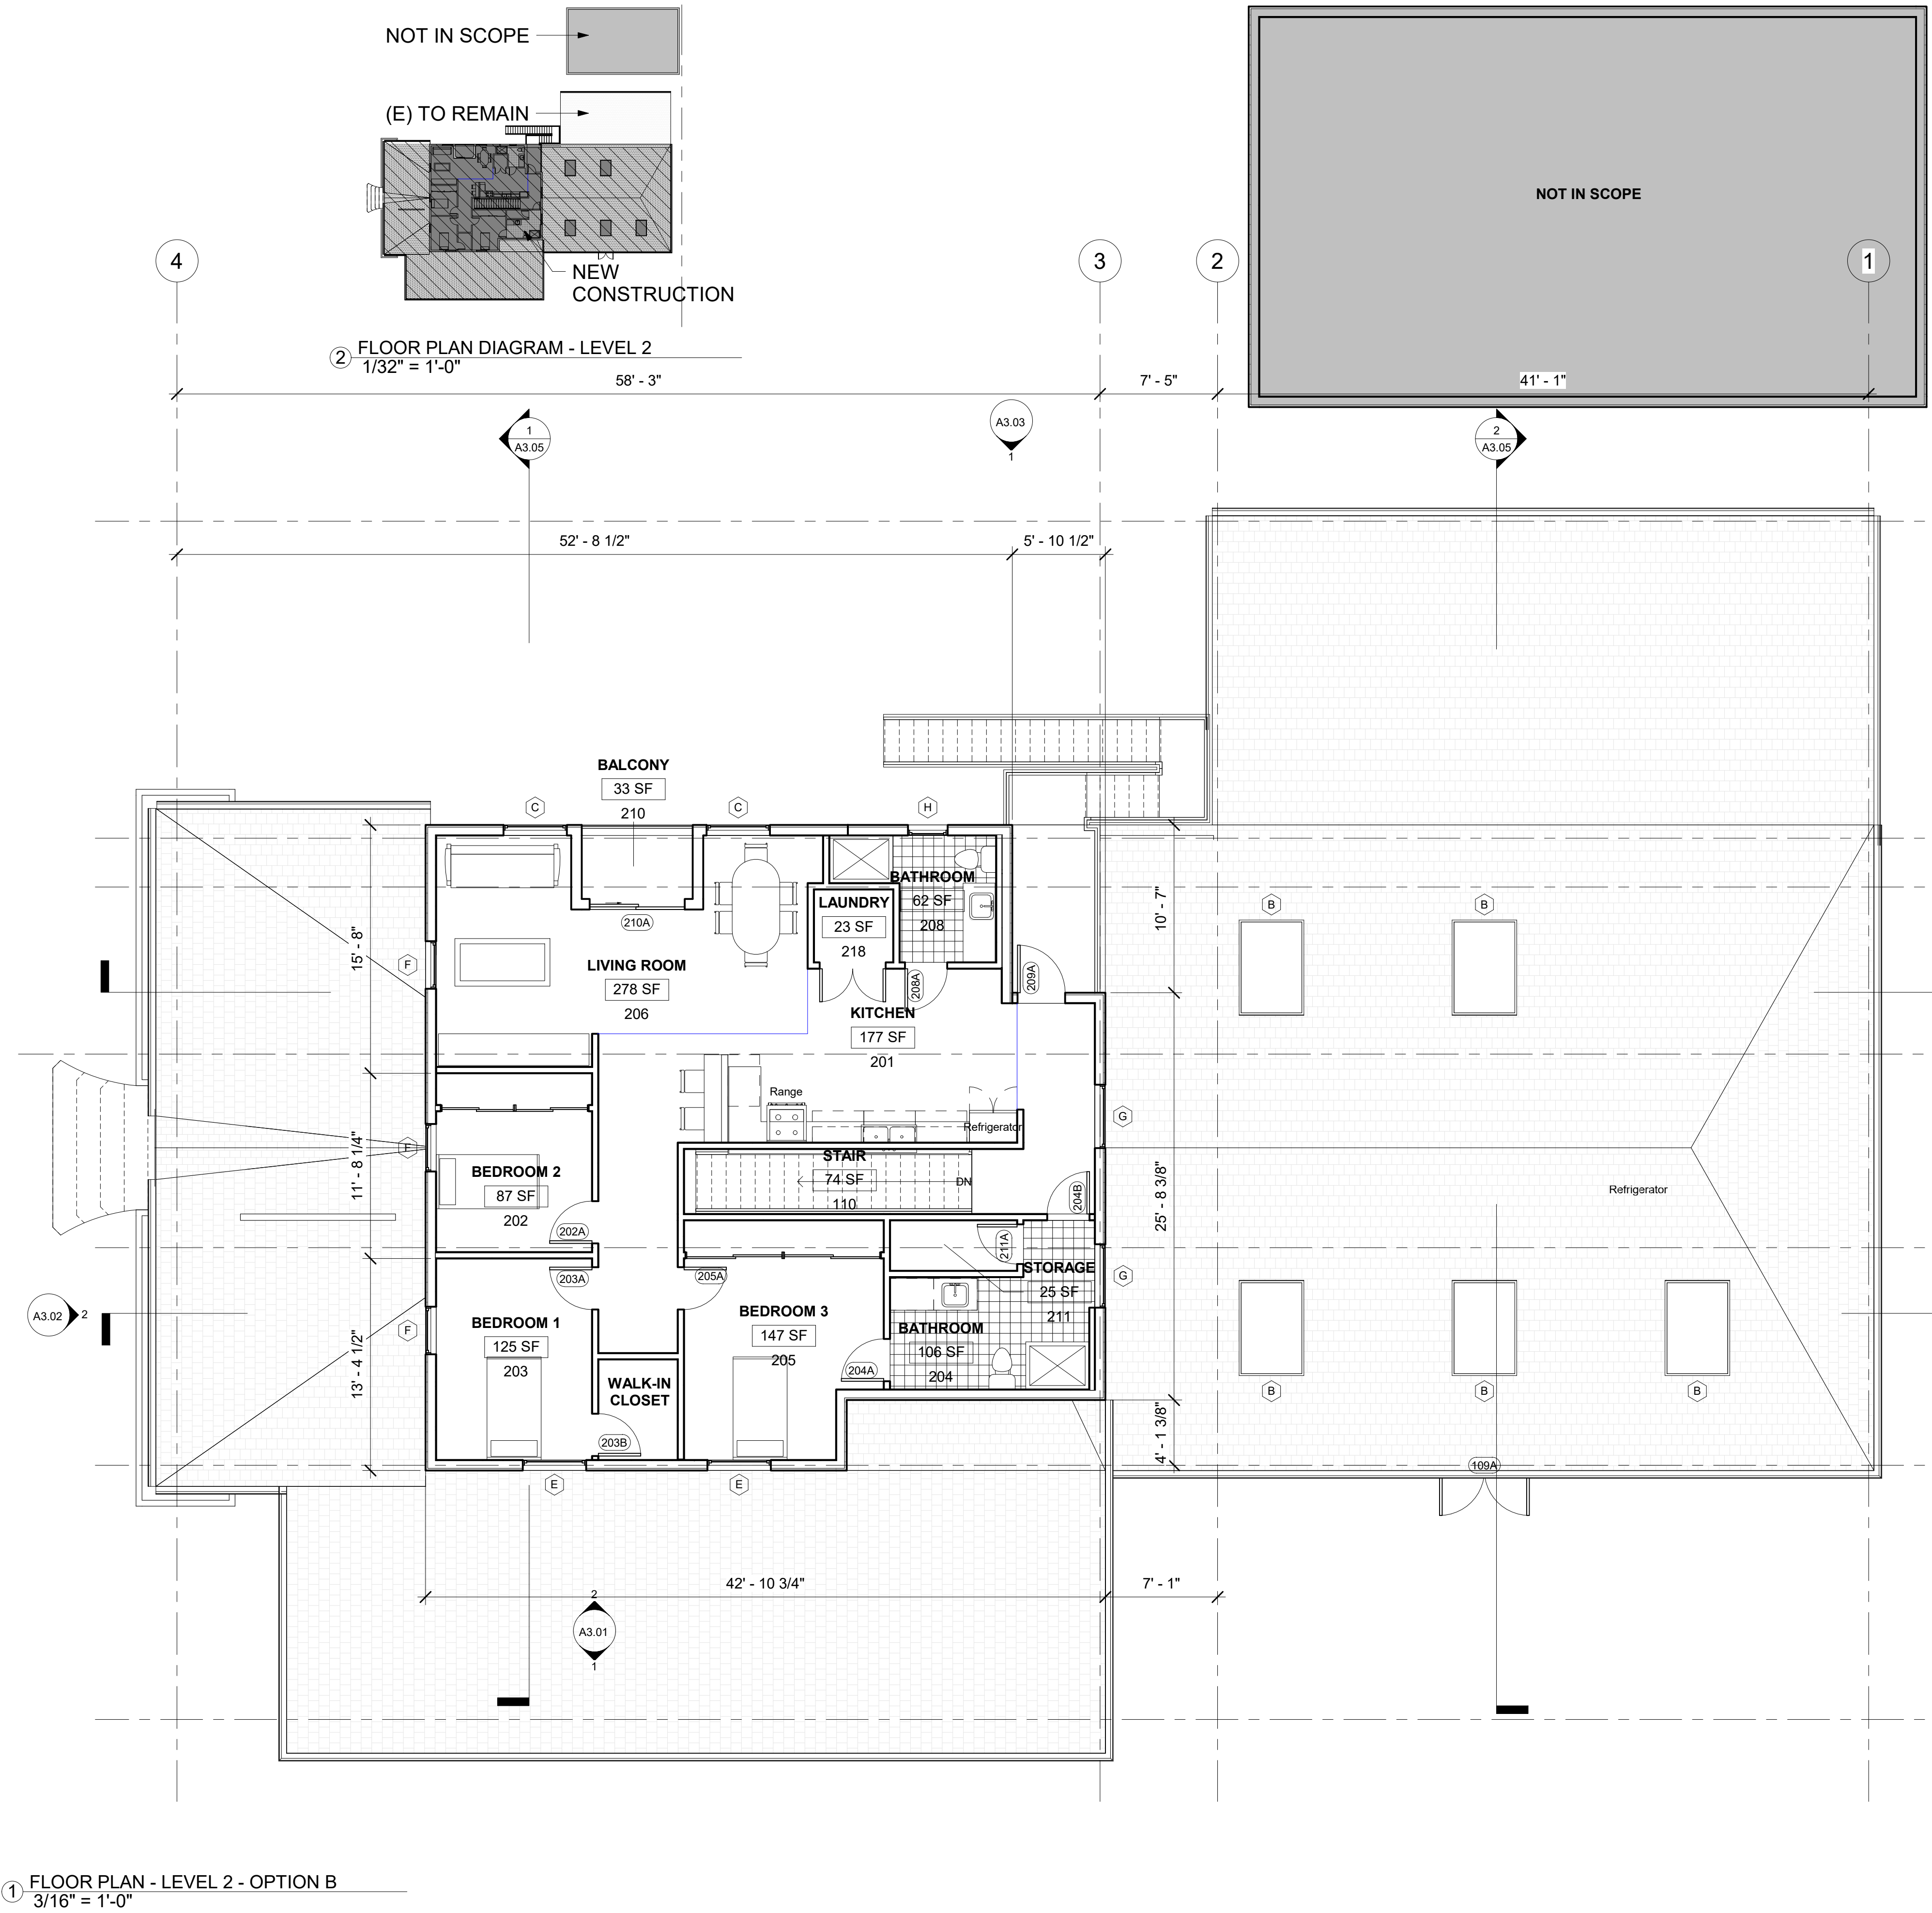 NOT IN SCOPE
(E) TO REMAIN
NEW
CONSTRUCTION
2
FLOOR PLAN DIAGRAM - LEVEL 2
1/32" = 1'-0"
NOT IN SCOPE
4
3
2
1
58' - 3"
7' - 5"
41' - 1"
1
A3.05
A3.03
1
2
A3.05
52' - 8 1/2"
5' - 10 1/2"
BALCONY
33 SF
210
C
C
H
BATHROOM
62 SF
208
LAUNDRY
23 SF
218
210A
208A
209A
15' - 8"
10' - 7"
B
B
F
LIVING ROOM
278 SF
206
KITCHEN
177 SF
201
Range
Refrigerator
G
F
11' - 8 1/4"
BEDROOM 2
87 SF
202
202A
STAIR
74 SF
110
DN
204B
25' - 8 3/8"
Refrigerator
211A
STORAGE
25 SF
211
G
203A
205A
A3.02
2
F
13' - 4 1/2"
BEDROOM 1
125 SF
203
BEDROOM 3
147 SF
205
BATHROOM
106 SF
204
204A
WALK-IN
CLOSET
203B
B
B
B
4' - 1 3/8"
109A
E
E
42' - 10 3/4"
7' - 1"
2
A3.01
1
1
FLOOR PLAN - LEVEL 2 - OPTION B
3/16" = 1'-0"